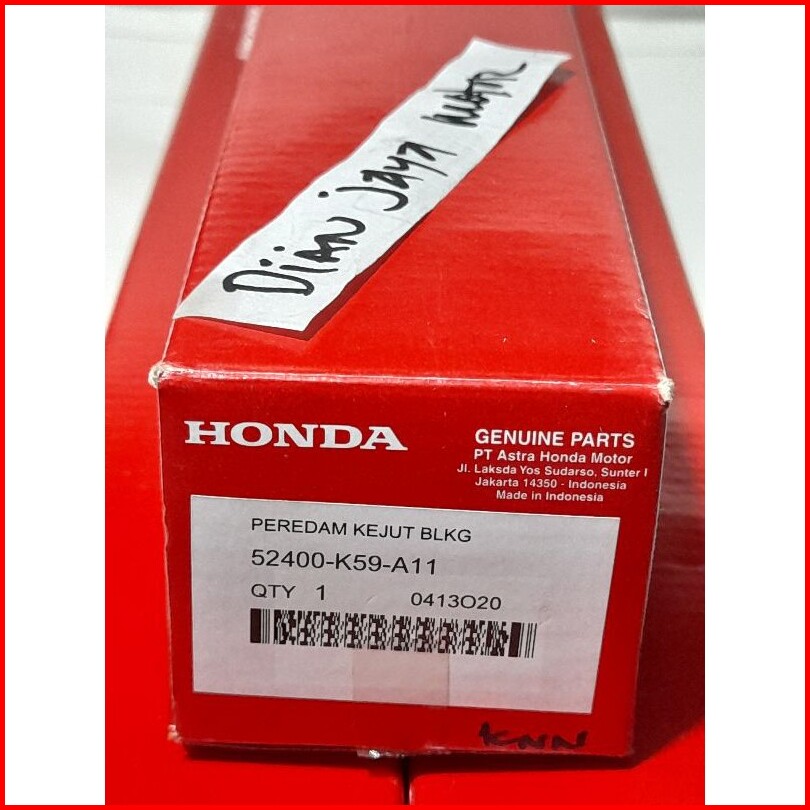 Dian jaya motor
HONDA
GENUINE PARTS
PT Astra Honda Motor
Jl. Laksda Yos Sudarso, Sunter I
Jakarta 14350 - Indonesia
Made in Indonesia
PEREDAM KEJUT BLKG
52400-K59-A11
QTY 1 0413O20
KNN